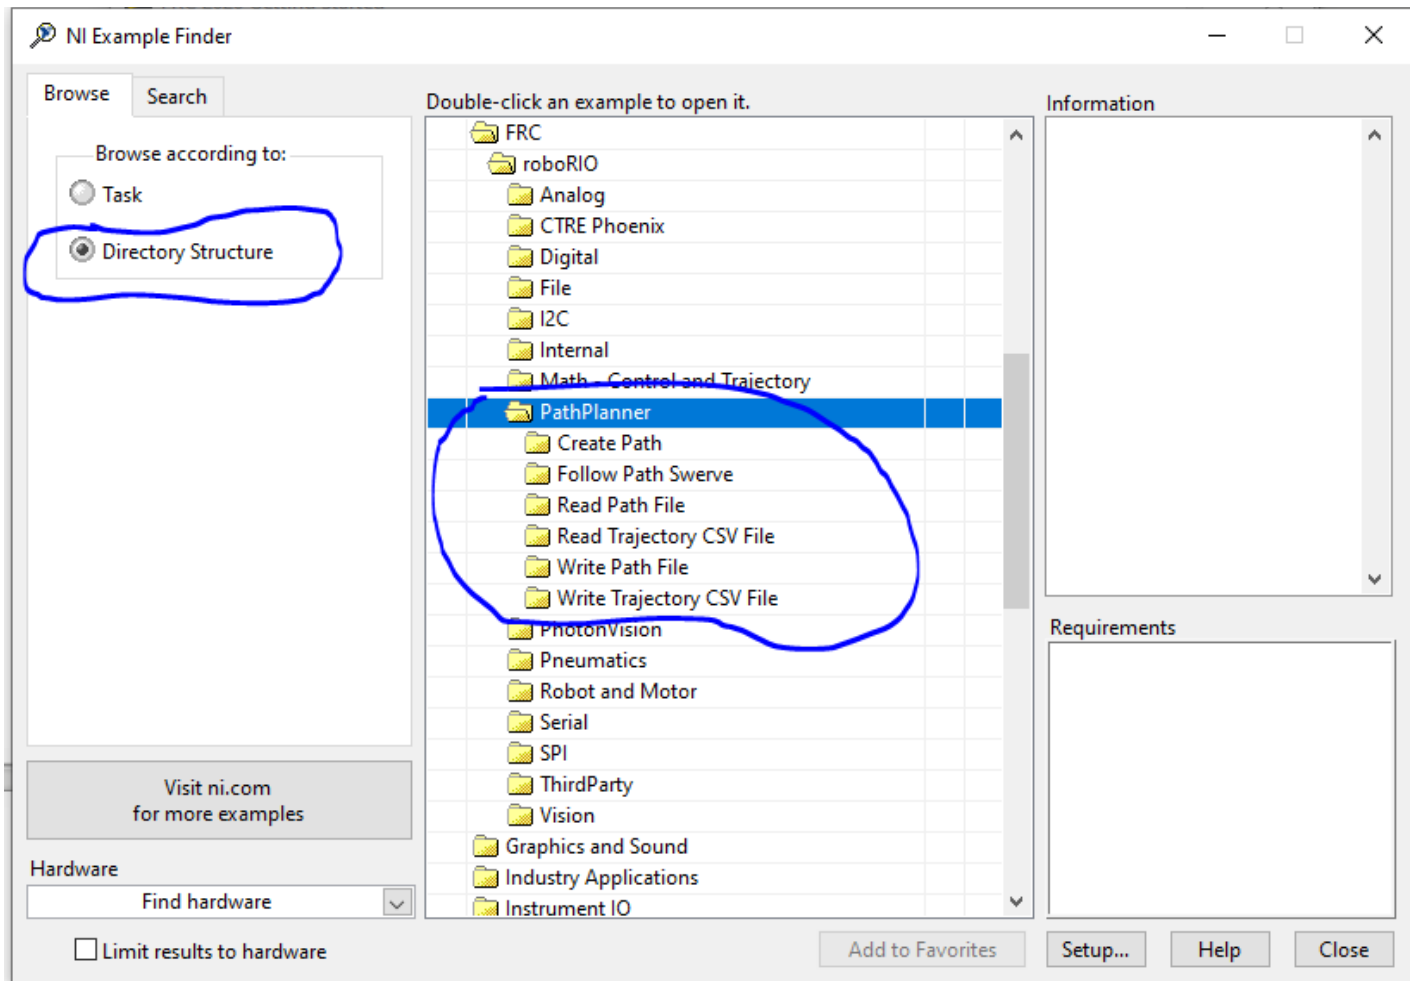 NI Example Finder
Browse
Search
Browse according to:
Task
Directory Structure
Visit ni.com
for more examples
Hardware
Find hardware
Limit results to hardware
Double-click an example to open it.
FRC
roboRIO
Analog
CTRE Phoenix
Digital
File
I2C
Internal
Math - Control and Trajectory
PathPlanner
Create Path
Follow Path Swerve
Read Path File
Read Trajectory CSV File
Write Path File
Write Trajectory CSV File
PhotonVision
Pneumatics
Robot and Motor
Serial
SPI
ThirdParty
Vision
Graphics and Sound
Industry Applications
Instrument IO
Information
Requirements
Add to Favorites
Setup...
Help
Close